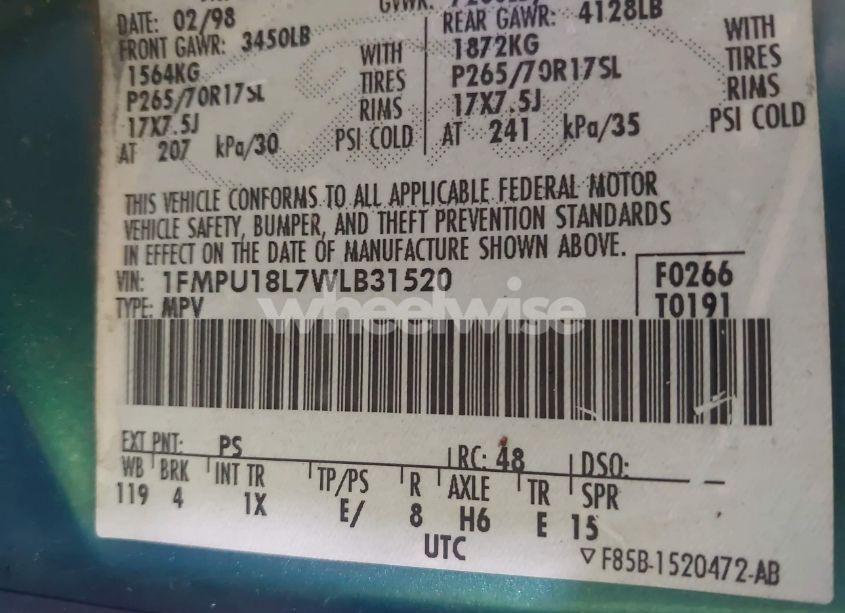 DATE: 02/98
GVWR:
FRONT GAWR: 3450LB
1564KG
P265/70R17SL
17X7.5J
AT 207 kPa/30
WITH
TIRES
RIMS
PSI COLD
REAR GAWR: 4128LB
1872KG
P265/70R17SL
17X7.5J
AT 241 kPa/35
WITH
TIRES
RIMS
PSI COLD
THIS VEHICLE CONFORMS TO ALL APPLICABLE FEDERAL MOTOR
VEHICLE SAFETY, BUMPER, AND THEFT PREVENTION STANDARDS
IN EFFECT ON THE DATE OF MANUFACTURE SHOWN ABOVE.
VIN: 1FMPU18L7WLB31520
TYPE: MPV
F0266
T0191
wheelwise
EXT PNT: PS RC: 48 DSO:
WB BRK INT TR TP/PS R AXLE TR SPR
119 4 1X E/ 8 H6 E 15
UTC
▽ F85B-1520472-AB